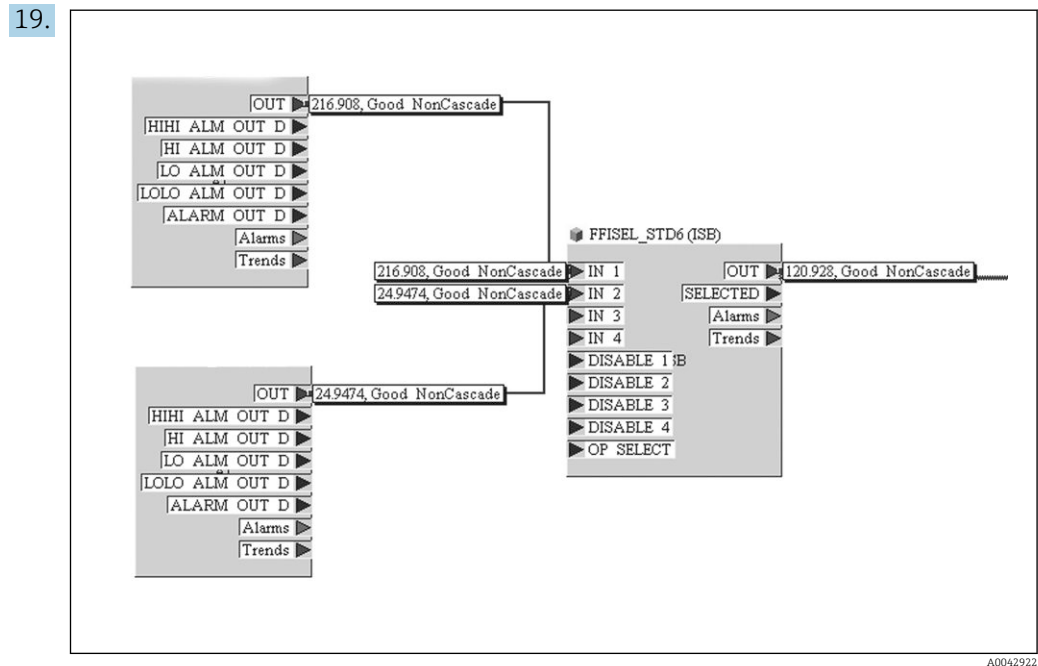 19.
OUT 216.908, Good NonCascade
HIHI ALM OUT D
HI ALM OUT D
LO ALM OUT D
LOLO ALM OUT D
ALARM OUT D
Alarms
Trends
FFISEL_STD6 (ISB)
216.908, Good NonCascade IN 1 OUT 120.928, Good NonCascade
24.9474, Good NonCascade IN 2 SELECTED
IN 3 Alarms
IN 4 Trends
DISABLE 1 SB
DISABLE 2
DISABLE 3
DISABLE 4
OP SELECT
OUT 24.9474, Good NonCascade
HIHI ALM OUT D
HI ALM OUT D
LO ALM OUT D
LOLO ALM OUT D
ALARM OUT D
Alarms
Trends
A0042922